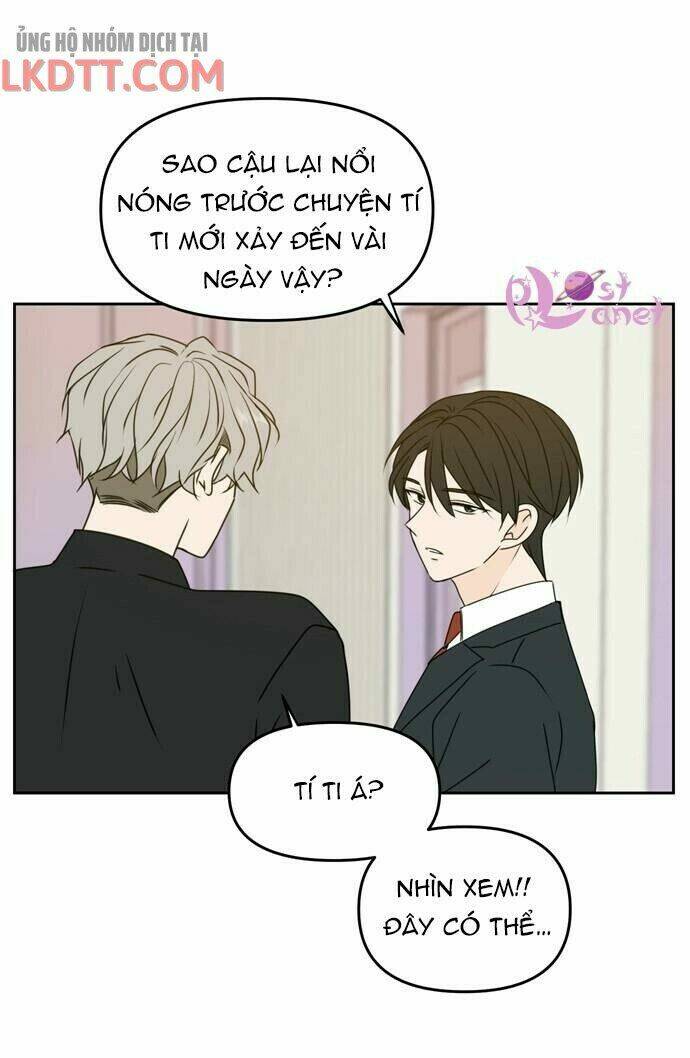 ỦNG HỘ NHÓM DỊCH TẠI
LKDTT.COM
SAO CẬU LẠI NỔI
NÓNG TRƯỚC CHUYỆN TÍ
TI MỚI XẢY ĐẾN VÀI
NGÀY VẬY?
Lost
Planet
TÍ TI Á?
NHÌN XEM!!
ĐÂY CÓ THỂ...